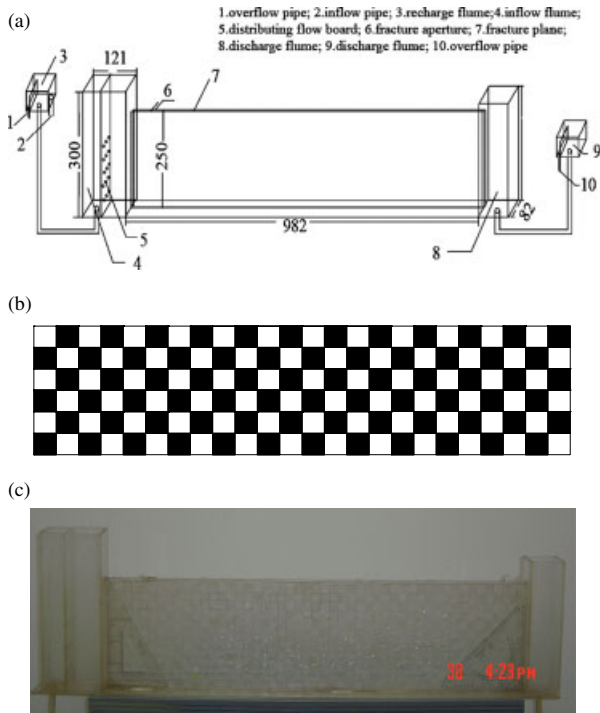 (a)
1.overflow pipe; 2.inflow pipe; 3.recharge flume;4.inflow flume;
5.distributing flow board; 6.fracture aperture; 7.fracture plane;
8.discharge flume; 9.discharge flume; 10.overflow pipe
3
121
6
7
1
2
300
250
9
10
982
82
5
4
8
(b)
(c)
30 4:23PM